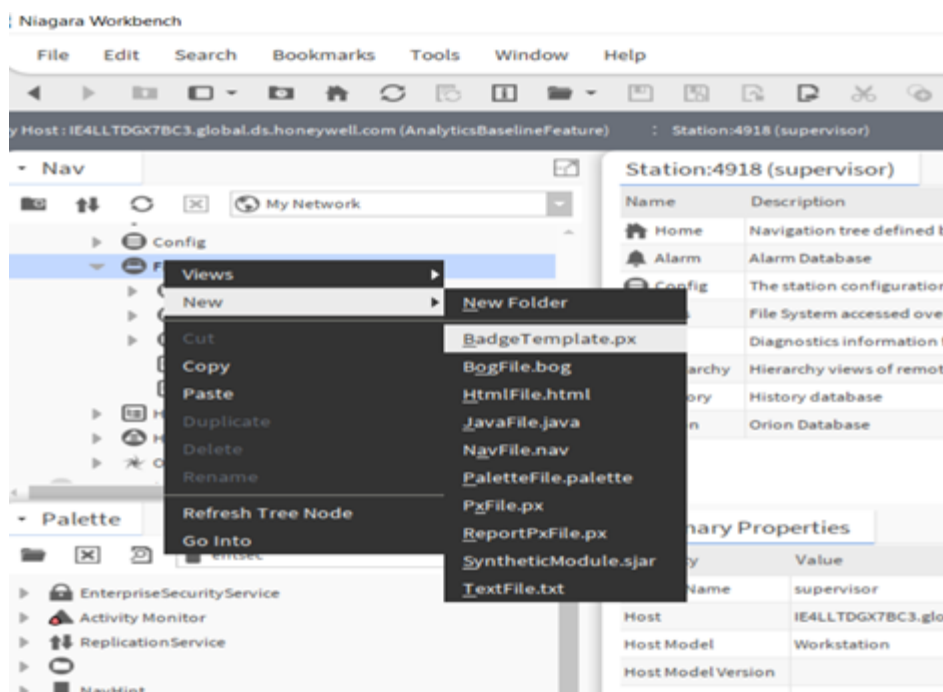 Niagara Workbench
File Edit Search Bookmarks Tools Window Help
y Host : IE4LLTDGX7BC3.global.ds.honeywell.com (AnalyticsBaselineFeature) : Station:4918 (supervisor)
Nav
My Network
Config
Views
New
Cut
Copy
Paste
Duplicate
Delete
Rename
Refresh Tree Node
Go Into
New Folder
BadgeTemplate.px
BogFile.bog
HtmlFile.html
JavaFile.java
NavFile.nav
PaletteFile.palette
PxFile.px
ReportPxFile.px
SyntheticModule.sjar
TextFile.txt
Station:4918 (supervisor)
Name Description
Home Navigation tree defined
Alarm Alarm Database
Config The station configuration
File System accessed ove
Diagnostics information
archy Hierarchy views of remot
ory History database
n Orion Database
Palette
entsec
EnterpriseSecurityService
Activity Monitor
ReplicationService
NavHint
nary Properties
y Value
Name supervisor
Host IE4LLTDGX7BC3.glo
Host Model Workstation
Host Model Version